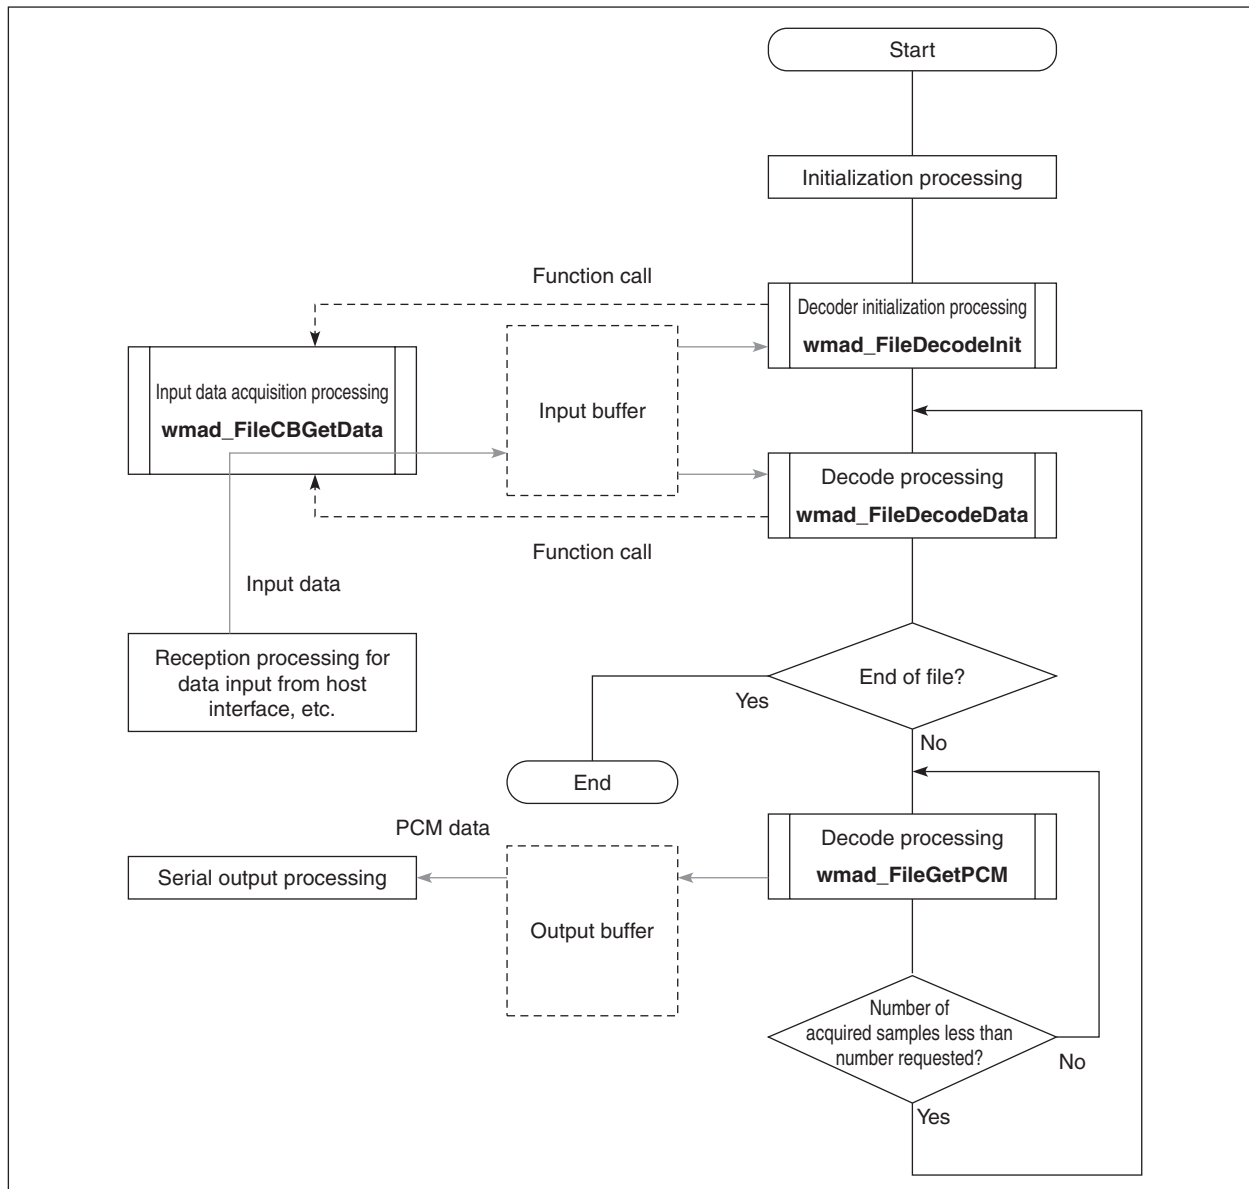 Start
Initialization processing
Function call
Decoder initialization processing
wmad_FileDecodeInit
Input data acquisition processing
wmad_FileCBGetData
Input buffer
Decode processing
wmad_FileDecodeData
Function call
Input data
Reception processing for
data input from host
interface, etc.
End of file?
Yes
No
End
PCM data
Decode processing
wmad_FileGetPCM
Serial output processing
Output buffer
Number of
acquired samples less than
number requested?
No
Yes